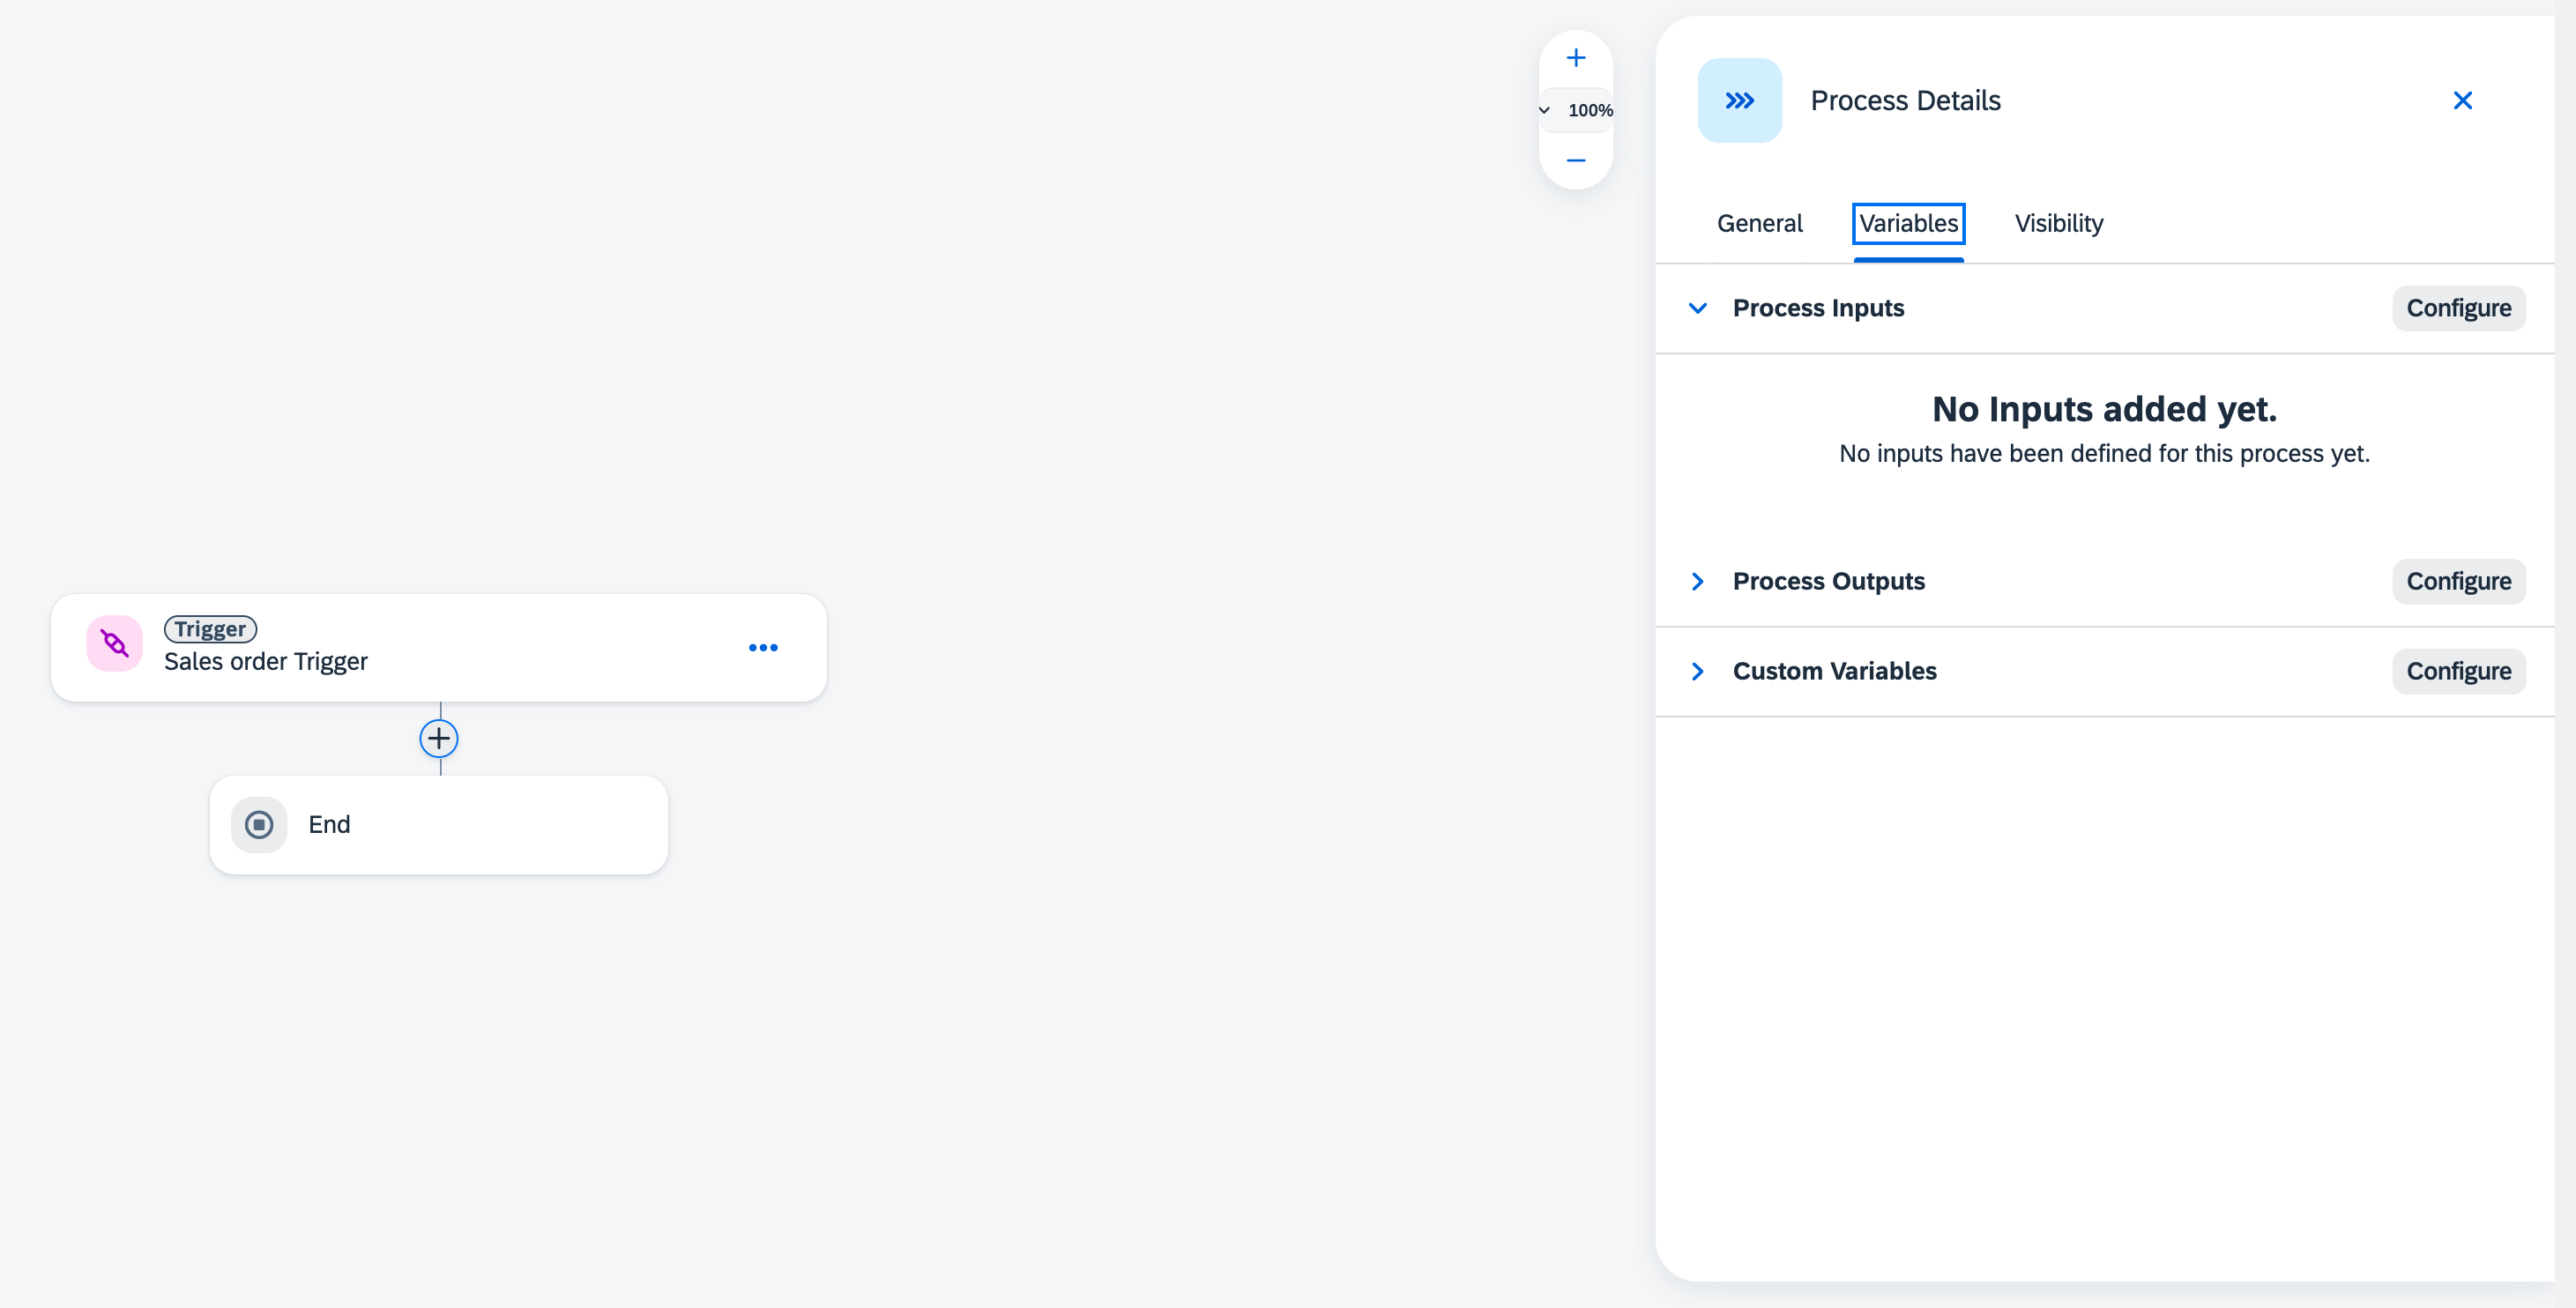 100%
Trigger
Sales order Trigger
End
Process Details
General Variables Visibility
Process Inputs Configure
No Inputs added yet.
No inputs have been defined for this process yet.
Process Outputs Configure
Custom Variables Configure